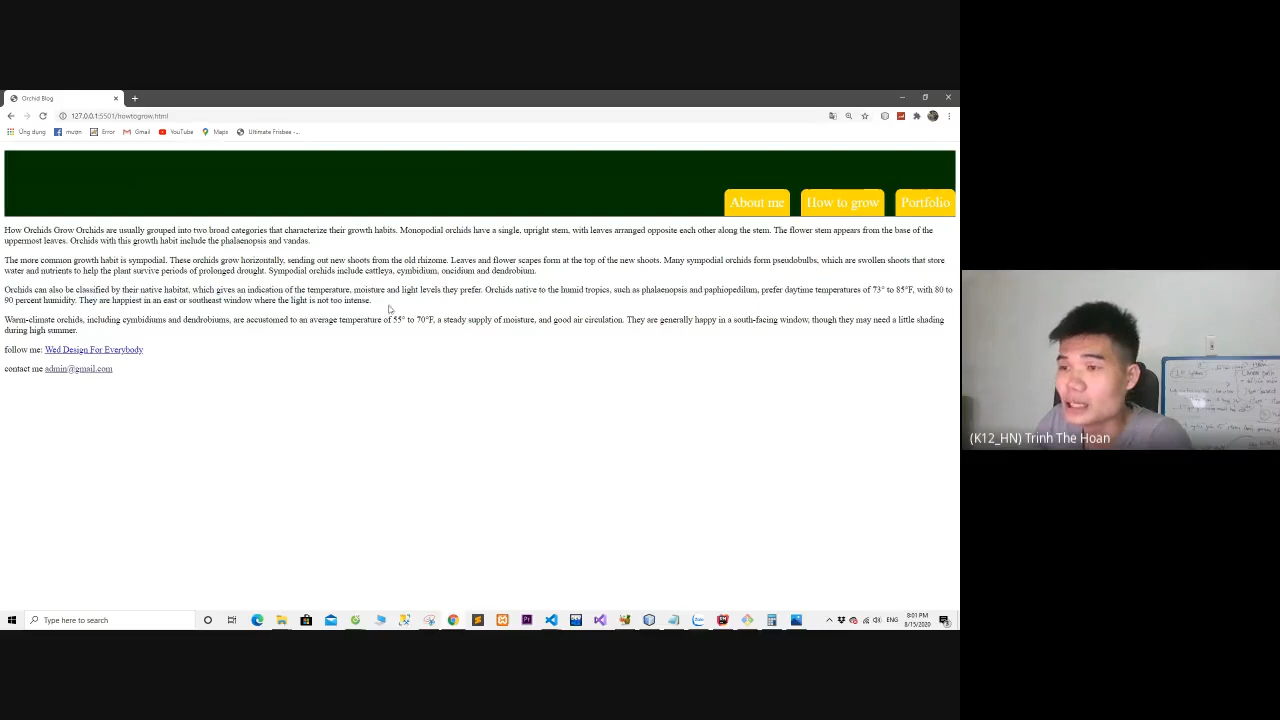 Orchid Blog
127.0.0.1:5501/howtogrow.html
Ứng dụng
mượn
Error
Gmail
YouTube
Maps
Ultimate Frisbee -...
About me
How to grow
Portfolio
How Orchids Grow Orchids are usually grouped into two broad categories that characterize their growth habits. Monopodial orchids have a single, upright stem, with leaves arranged opposite each other along the stem. The flower stem appears from the base of the
uppermost leaves. Orchids with this growth habit include the phalaenopsis and vandas.
The more common growth habit is sympodial. These orchids grow horizontally, sending out new shoots from the old rhizome. Leaves and flower scapes form at the top of the new shoots. Many sympodial orchids form pseudobulbs, which are swollen shoots that store
water and nutrients to help the plant survive periods of prolonged drought. Sympodial orchids include cattleya, cymbidium, oncidium and dendrobium.
Orchids can also be classified by their native habitat, which gives an indication of the temperature, moisture and light levels they prefer. Orchids native to the humid tropics, such as phalaenopsis and paphiopedilum, prefer daytime temperatures of 73° to 85°F, with 80 to
90 percent humidity. They are happiest in an east or southeast window where the light is not too intense.
Warm-climate orchids, including cymbidiums and dendrobiums, are accustomed to an average temperature of 55° to 70°F, a steady supply of moisture, and good air circulation. They are generally happy in a south-facing window, though they may need a little shading
during high summer.
follow me: Wed Design For Everybody
contact me admin@gmail.com
(K12_HN) Trinh The Hoan
Type here to search
ENG
8:01 PM
8/15/2020